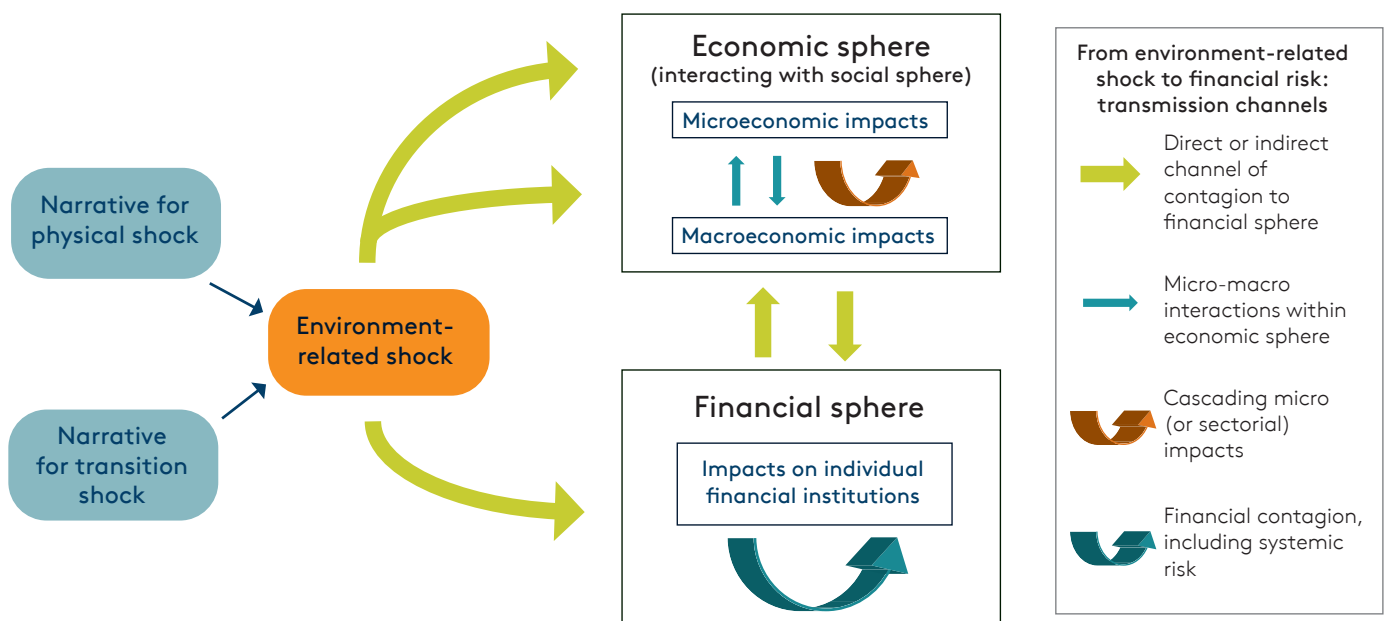 Narrative for
physical shock
Narrative
for transition
shock
Environment-
related shock
Economic sphere
(interacting with social sphere)
Microeconomic impacts
Macroeconomic impacts
Financial sphere
Impacts on individual
financial institutions
From environment-related
shock to financial risk:
transmission channels
Direct or indirect
channel of
contagion to
financial sphere
Micro-macro
interactions within
economic sphere
Cascading micro
(or sectorial)
impacts
Financial contagion,
including systemic
risk